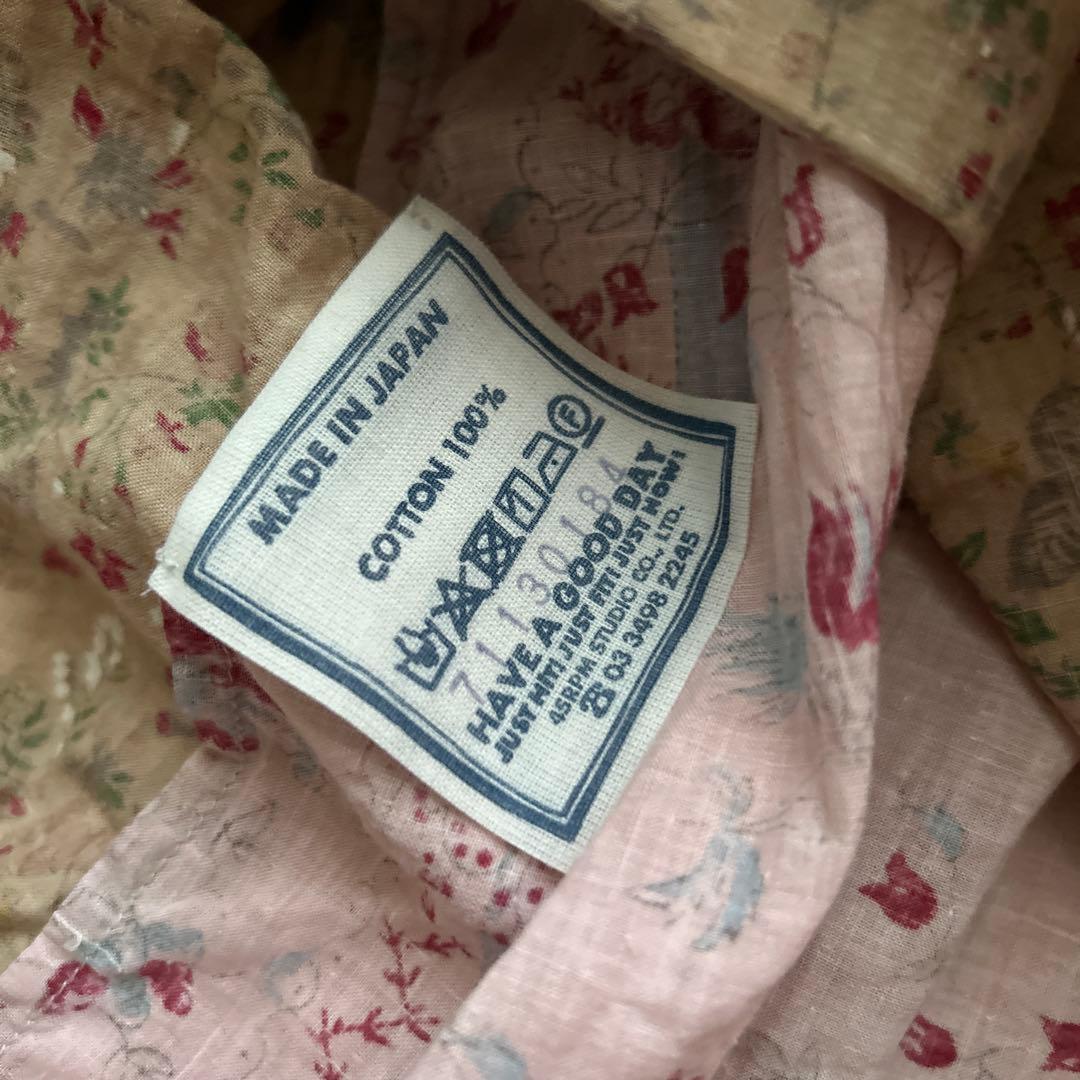 MADE IN JAPAN
COTTON 100%
F
71130184
HAVE A GOOD DAY
JUST HIT! JUST FIT! JUST NOW!
45RPM STUDIO CO., LTD.
☎ 03 3498 2245